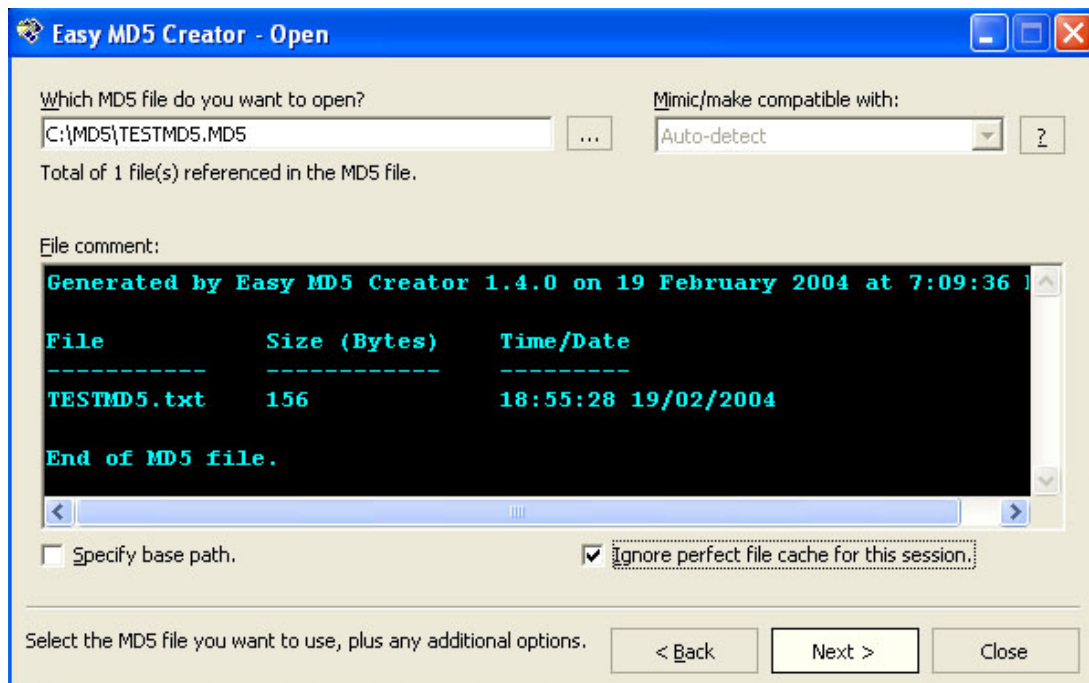 Easy MD5 Creator - Open
Which MD5 file do you want to open?
Mimic/make compatible with:
C:\MD5\TESTMD5.MD5
...
Auto-detect
?
Total of 1 file(s) referenced in the MD5 file.
File comment:
Generated by Easy MD5 Creator 1.4.0 on 19 February 2004 at 7:09:36
File Size (Bytes) Time/Date
----------- ------------ ---------
TESTMD5.txt 156 18:55:28 19/02/2004
End of MD5 file.
Specify base path.
Ignore perfect file cache for this session.
Select the MD5 file you want to use, plus any additional options.
< Back
Next >
Close